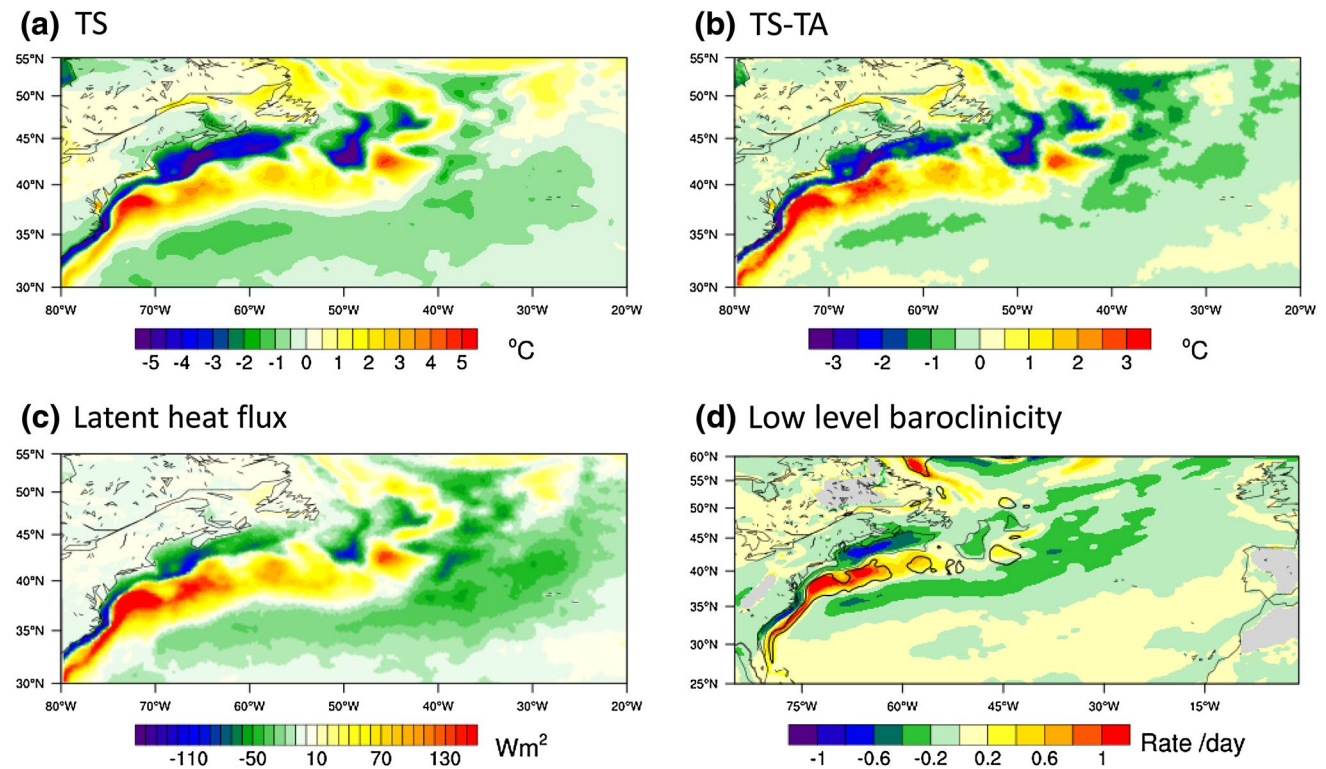 (a) TS
55°N
50°N
45°N
40°N
35°N
30°N
80°W 70°W 60°W 50°W 40°W 30°W 20°W
-5 -4 -3 -2 -1 0 1 2 3 4 5
°C
(b) TS-TA
55°N
50°N
45°N
40°N
35°N
30°N
80°W 70°W 60°W 50°W 40°W 30°W 20°W
-3 -2 -1 0 1 2 3
°C
(c) Latent heat flux
55°N
50°N
45°N
40°N
35°N
30°N
80°W 70°W 60°W 50°W 40°W 30°W 20°W
-110 -50 10 70 130
Wm²
(d) Low level baroclinicity
60°N
55°N
50°N
45°N
40°N
35°N
30°N
25°N
75°W 60°W 45°W 30°W 15°W
-1 -0.6 -0.2 0.2 0.6 1
Rate /day